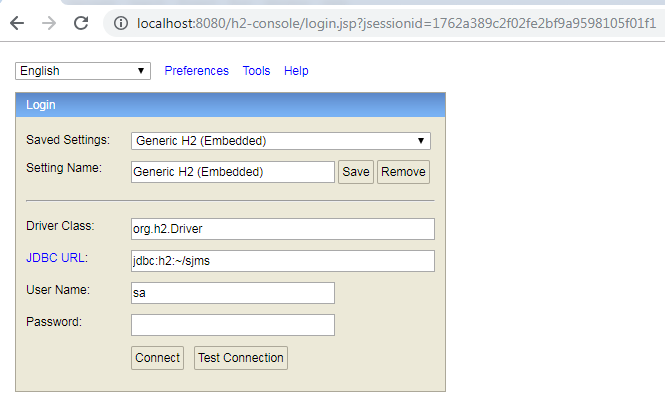 localhost:8080/h2-console/login.jsp?jsessionid=1762a389c2f02fe2bf9a9598105f01f1
English Preferences Tools Help
Login
Saved Settings: Generic H2 (Embedded)
Setting Name: Generic H2 (Embedded) Save Remove
Driver Class: org.h2.Driver
JDBC URL: jdbc:h2:~/sjms
User Name: sa
Password:
Connect Test Connection